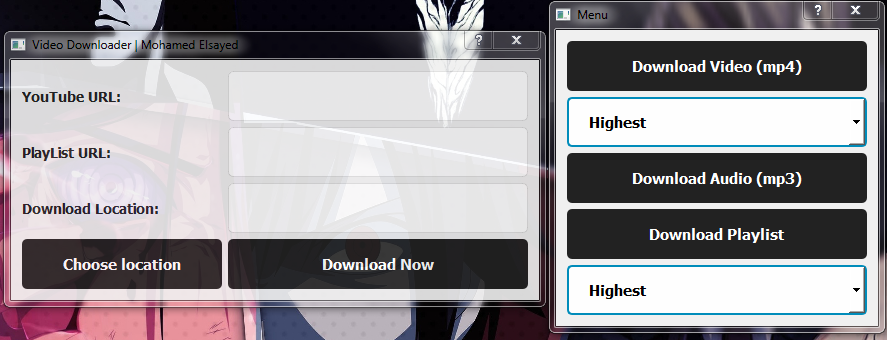 Video Downloader | Mohamed Elsayed
YouTube URL:
PlayList URL:
Download Location:
Choose location
Download Now
Menu
Download Video (mp4)
Highest
Download Audio (mp3)
Download Playlist
Highest